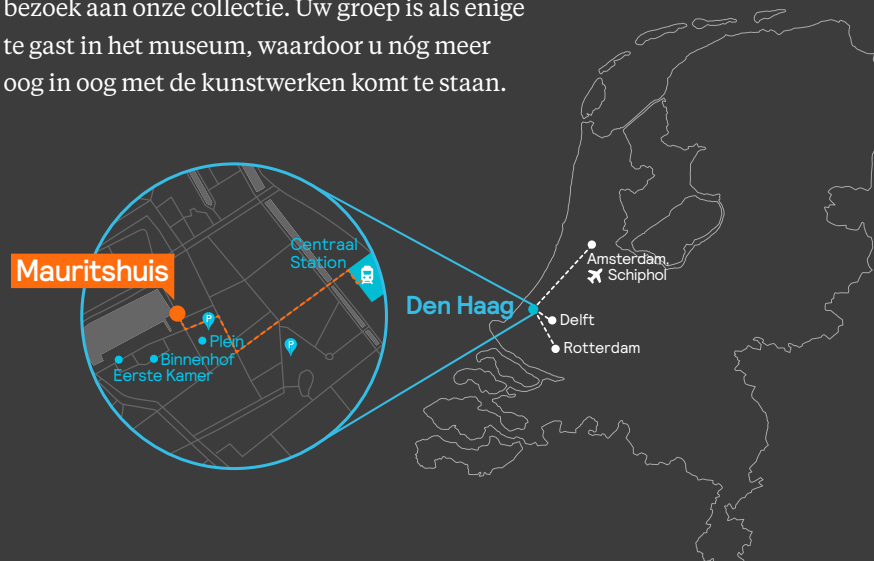 bezoek aan onze collectie. Uw groep is als enige
te gast in het museum, waardoor u nóg meer
oog in oog met de kunstwerken komt te staan.
Centraal
Station
Mauritshuis
P
Plein
P
Binnenhof
Eerste Kamer
Den Haag
Amsterdam,
Schiphol
Delft
Rotterdam